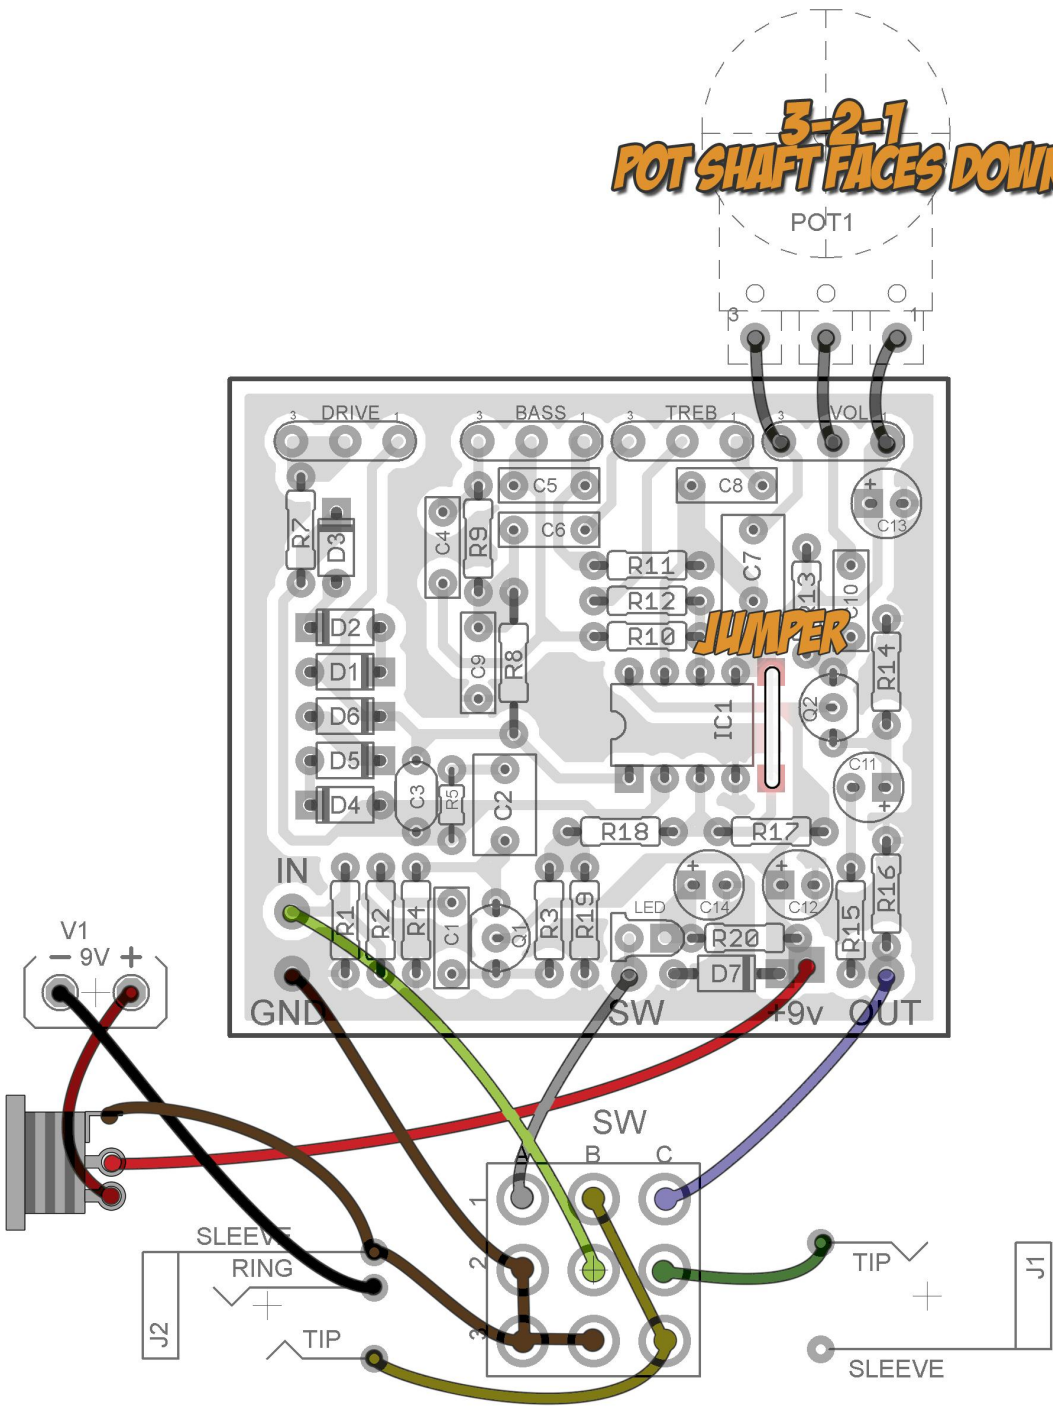 3-2-1
POT SHAFT FACES DOWN
POT1
3 1
3 DRIVE 1 3 BASS 1 3 TREB 1 3 VOL 1
C5 C8 +
C13
R7 D3 C4 R9 C6 C7
R11 R13 C10
R12
JUMPER
D2 R10
C9 R8 R14
D1
D6 IC1 Q2
D5 C11
+
D4 C3 R5 C2
R18 R17
IN + +
R1 R2 R4 C1 Q1 R3 R19 LED C14 C12 R15 R16
V1 R20
- 9V + D7
GND SW +9v OUT
SW
A B C
1
SLEEVE
RING 2 TIP J1
J2 TIP 3
SLEEVE